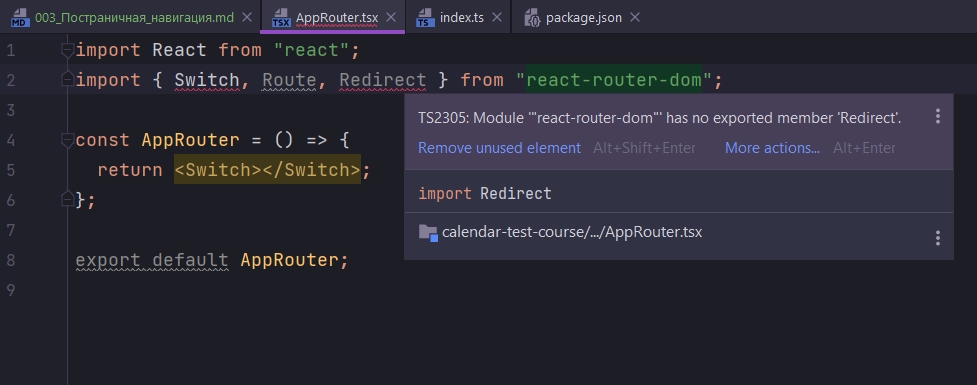 MD 003_Постраничная_навигация.md TSX AppRouter.tsx TS index.ts package.json
1 import React from "react";
2 import { Switch, Route, Redirect } from "react-router-dom";
3
TS2305: Module '"react-router-dom"' has no exported member 'Redirect'.
4 const AppRouter = () => {
Remove unused element Alt+Shift+Enter More actions... Alt+Enter
5 return <Switch></Switch>;
import Redirect
6 };
7
calendar-test-course/.../AppRouter.tsx
8 export default AppRouter;
9